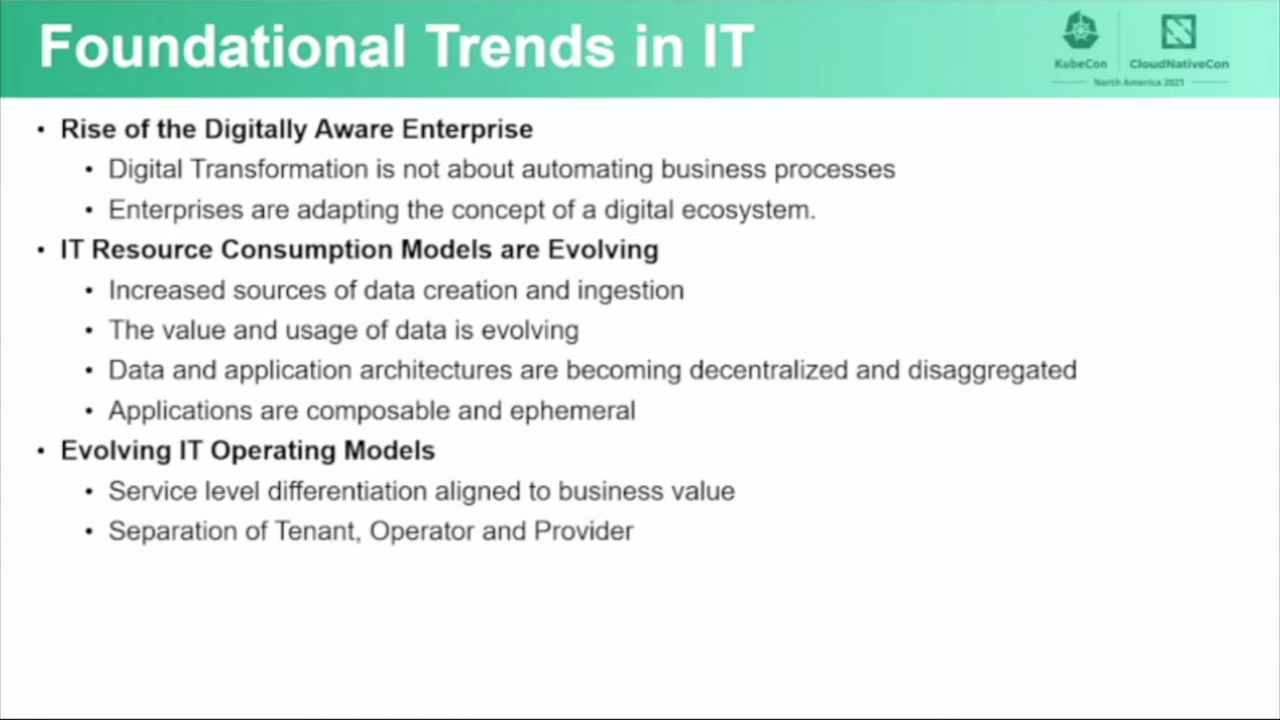 Foundational Trends in IT
KubeCon
CloudNativeCon
North America 2021
• Rise of the Digitally Aware Enterprise
• Digital Transformation is not about automating business processes
• Enterprises are adapting the concept of a digital ecosystem.
• IT Resource Consumption Models are Evolving
• Increased sources of data creation and ingestion
• The value and usage of data is evolving
• Data and application architectures are becoming decentralized and disaggregated
• Applications are composable and ephemeral
• Evolving IT Operating Models
• Service level differentiation aligned to business value
• Separation of Tenant, Operator and Provider